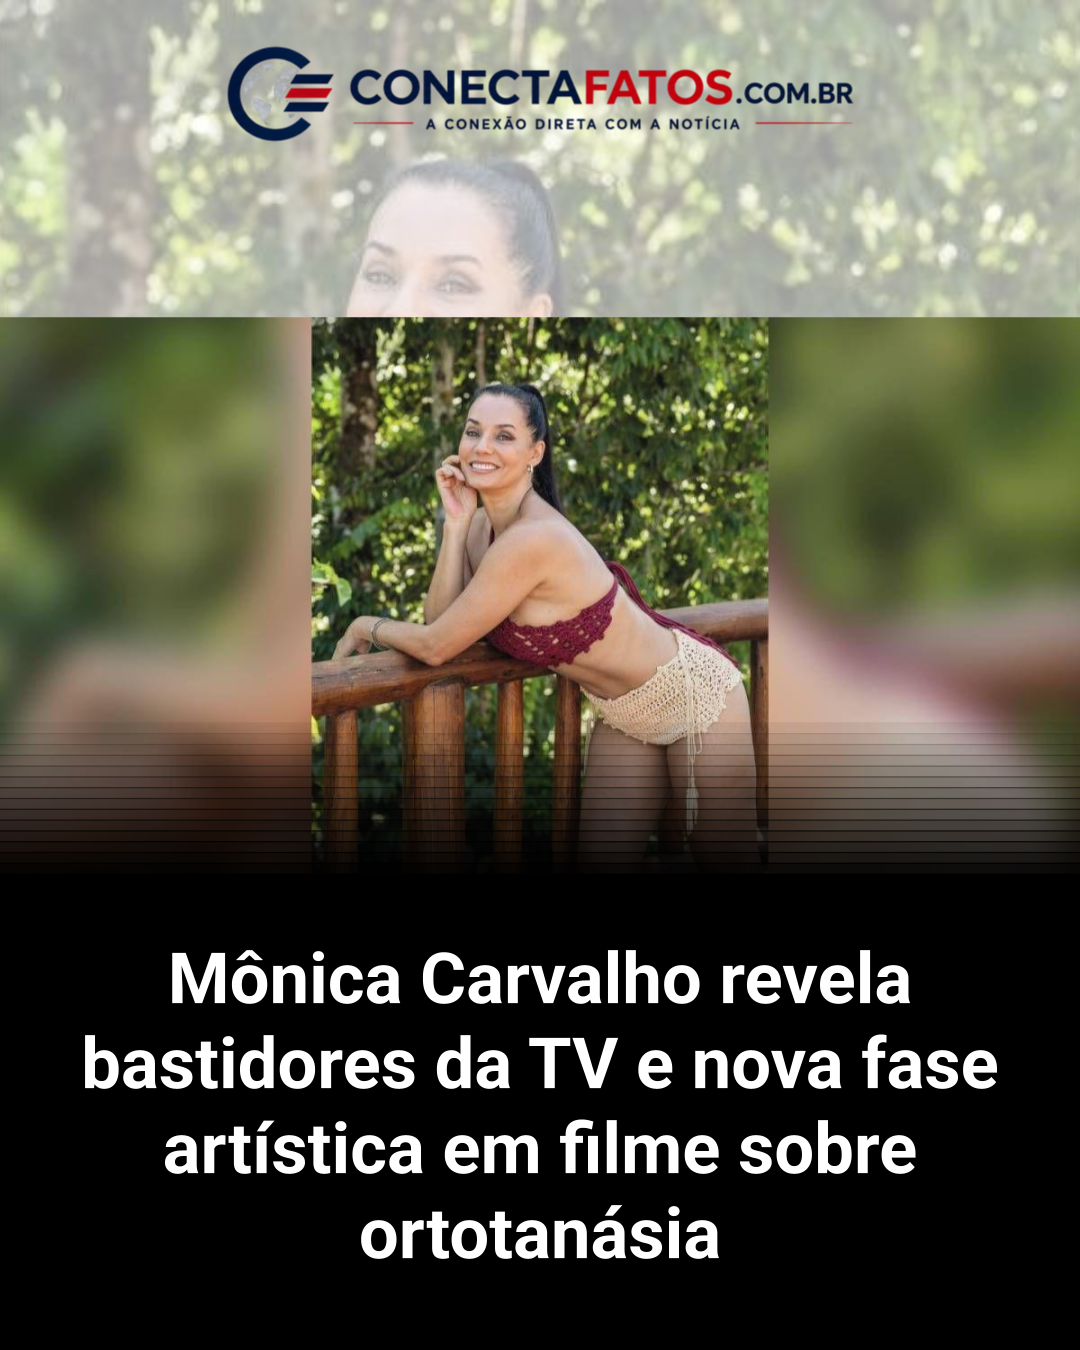 CONECTAFATOS.COM.BR
A CONEXÃO DIRETA COM A NOTÍCIA
Mônica Carvalho revela
bastidores da TV e nova fase
artística em filme sobre
ortotanásia